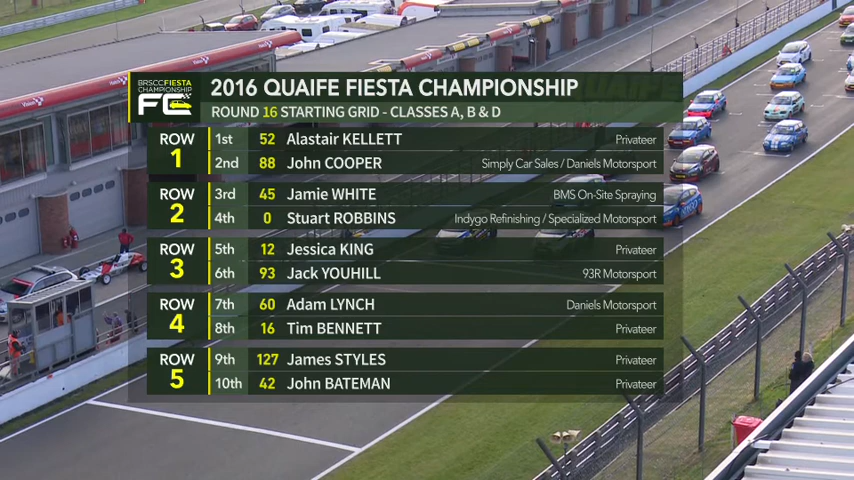 BRSCC FIESTA
CHAMPIONSHIP
FC
2016 QUAIFE FIESTA CHAMPIONSHIP
ROUND 16 STARTING GRID - CLASSES A, B & D
ROW 1
1st 52 Alastair KELLETT Privateer
2nd 88 John COOPER Simply Car Sales / Daniels Motorsport
ROW 2
3rd 45 Jamie WHITE BMS On-Site Spraying
4th 0 Stuart ROBBINS Indygo Refinishing / Specialized Motorsport
ROW 3
5th 12 Jessica KING Privateer
6th 93 Jack YOUHILL 93R Motorsport
ROW 4
7th 60 Adam LYNCH Daniels Motorsport
8th 16 Tim BENNETT Privateer
ROW 5
9th 127 James STYLES Privateer
10th 42 John BATEMAN Privateer